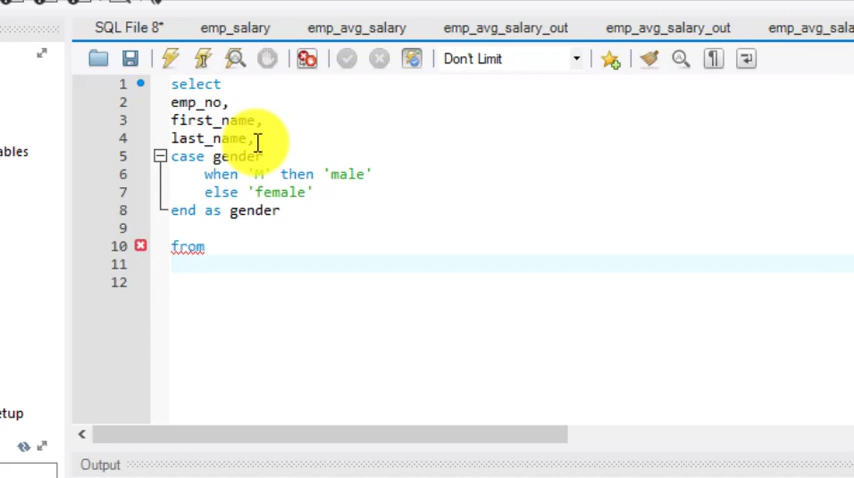 SQL File 8* emp_salary emp_avg_salary emp_avg_salary_out emp_avg_salary_out emp_avg_sala
Don't Limit
1 select
2 emp_no,
3 first_name,
4 last_name,
ables
5 case gender
6 when 'M' then 'male'
7 else 'female'
8 end as gender
9
10 from
11
12
etup
Output